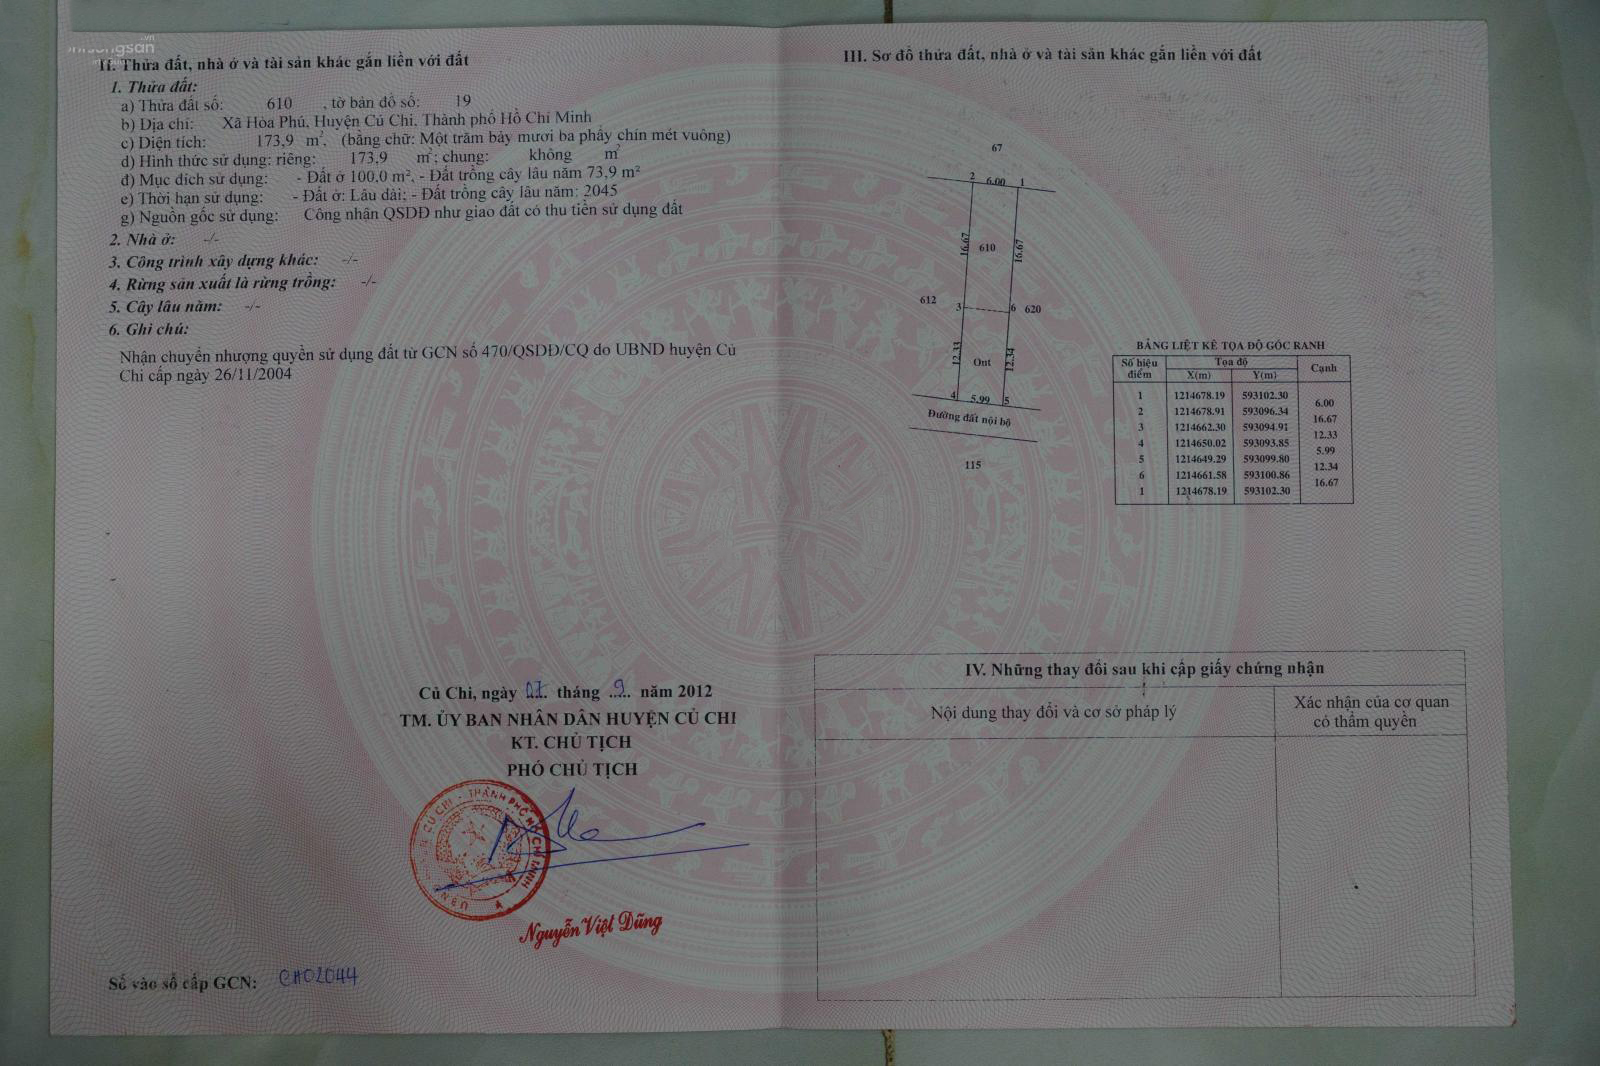 II. Thửa đất, nhà ở và tài sản khác gắn liền với đất
1. Thửa đất:
a) Thửa đất số: 610 , tờ bản đồ số: 19
b) Địa chỉ: Xã Hòa Phú, Huyện Củ Chi, Thành phố Hồ Chí Minh
c) Diện tích: 173,9 m², (bằng chữ: Một trăm bảy mươi ba phẩy chín mét vuông)
d) Hình thức sử dụng: riêng: 173,9 m²; chung: không m²
đ) Mục đích sử dụng: - Đất ở 100,0 m², - Đất trồng cây lâu năm 73,9 m²
e) Thời hạn sử dụng: - Đất ở: Lâu dài; - Đất trồng cây lâu năm: 2045
g) Nguồn gốc sử dụng: Công nhận QSDĐ như giao đất có thu tiền sử dụng đất
2. Nhà ở: -/-
3. Công trình xây dựng khác: -/-
4. Rừng sản xuất là rừng trồng: -/-
5. Cây lâu năm: -/-
6. Ghi chú:
Nhận chuyển nhượng quyền sử dụng đất từ GCN số 470/QSDĐ/CQ do UBND huyện Củ
Chi cấp ngày 26/11/2004
Củ Chi, ngày 07 tháng 9 năm 2012
TM. ỦY BAN NHÂN DÂN HUYỆN CỦ CHI
KT. CHỦ TỊCH
PHÓ CHỦ TỊCH
CỦ CHI - THÀNH PHỐ HỒ CHÍ MINH
Nguyễn Việt Dũng
Số vào sổ cấp GCN: CH02044
III. Sơ đồ thửa đất, nhà ở và tài sản khác gắn liền với đất
67
2 6.00 1
16.67 610 16.67
612 3 6 620
12.33 Ont 12.34
4 5.99 5
Đường đất nội bộ
115
BẢNG LIỆT KÊ TỌA ĐỘ GÓC RANH
Số hiệu điểm Tọa độ Cạnh
X(m) Y(m)
1 1214678.19 593102.30
6.00
2 1214678.91 593096.34
16.67
3 1214662.30 593094.91
12.33
4 1214650.02 593093.85
5.99
5 1214649.29 593099.80
12.34
6 1214661.58 593100.86
16.67
1 1214678.19 593102.30
IV. Những thay đổi sau khi cấp giấy chứng nhận
Nội dung thay đổi và cơ sở pháp lý
Xác nhận của cơ quan
có thẩm quyền